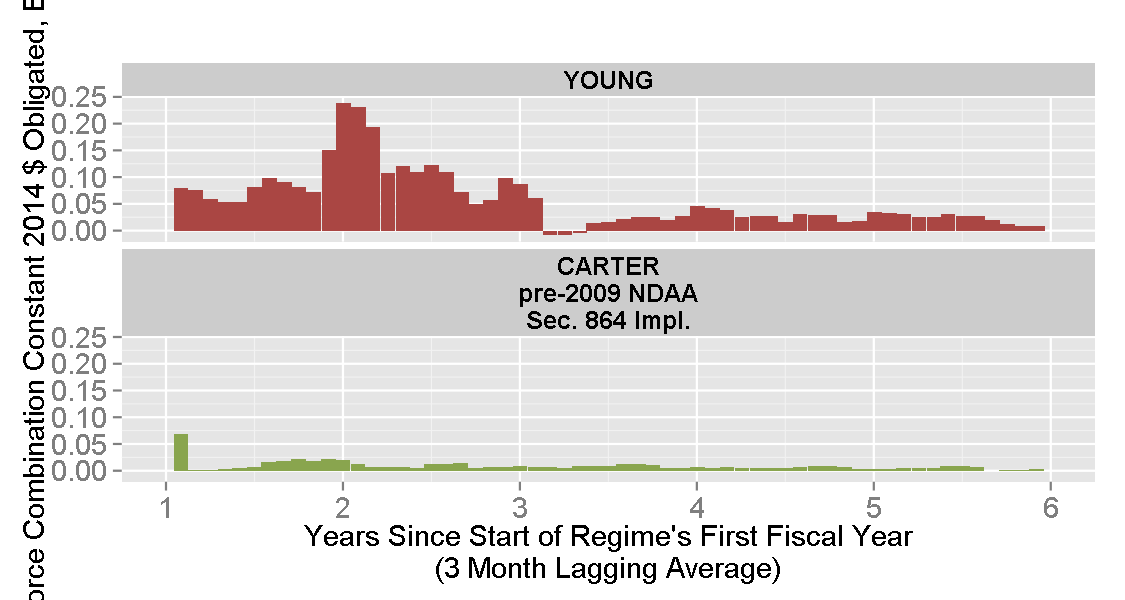 orce Combination Constant 2014 $ Obligated,
YOUNG
0.25
0.20
0.15
0.10
0.05
0.00
CARTER
pre-2009 NDAA
Sec. 864 Impl.
0.25
0.20
0.15
0.10
0.05
0.00
1 2 3 4 5 6
Years Since Start of Regime's First Fiscal Year
(3 Month Lagging Average)